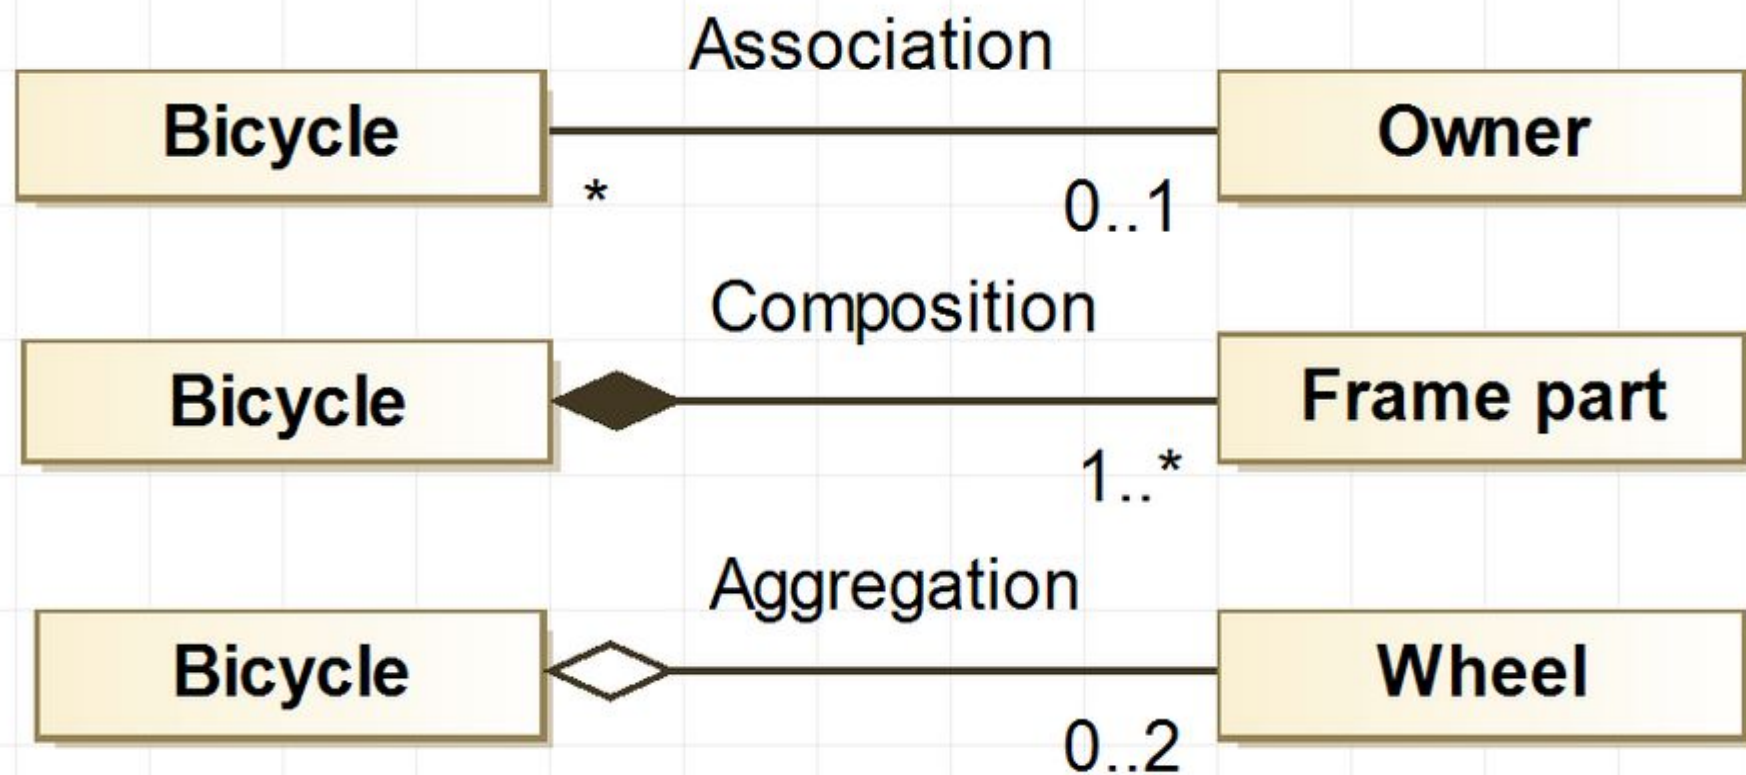 Association
Bicycle
Owner
*
0..1
Composition
Bicycle
Frame part
1..*
Aggregation
Bicycle
Wheel
0..2